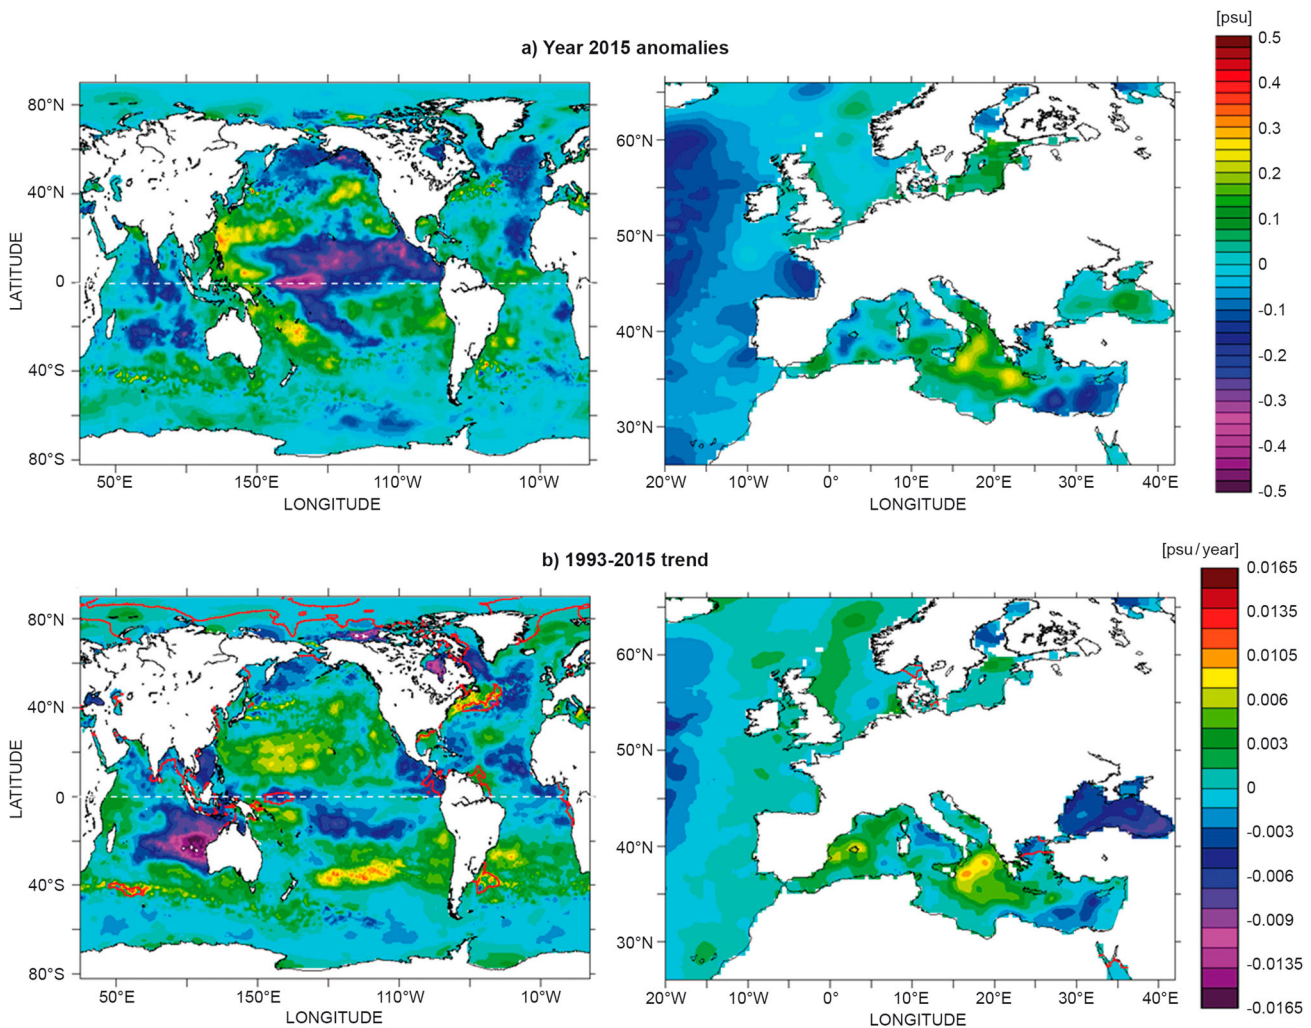 [psu]
a) Year 2015 anomalies
80°N
40°N
0
40°S
80°S
LATITUDE
50°E
150°E
110°W
10°W
LONGITUDE
60°N
50°N
40°N
30°N
20°W
10°W
0°
10°E
20°E
30°E
40°E
LONGITUDE
0.5
0.4
0.3
0.2
0.1
0
-0.1
-0.2
-0.3
-0.4
-0.5
b) 1993-2015 trend
[psu/year]
80°N
40°N
0
40°S
80°S
LATITUDE
50°E
150°E
110°W
10°W
LONGITUDE
60°N
50°N
40°N
30°N
20°W
10°W
0°
10°E
20°E
30°E
40°E
LONGITUDE
0.0165
0.0135
0.0105
0.006
0.003
0
-0.003
-0.006
-0.009
-0.0135
-0.0165